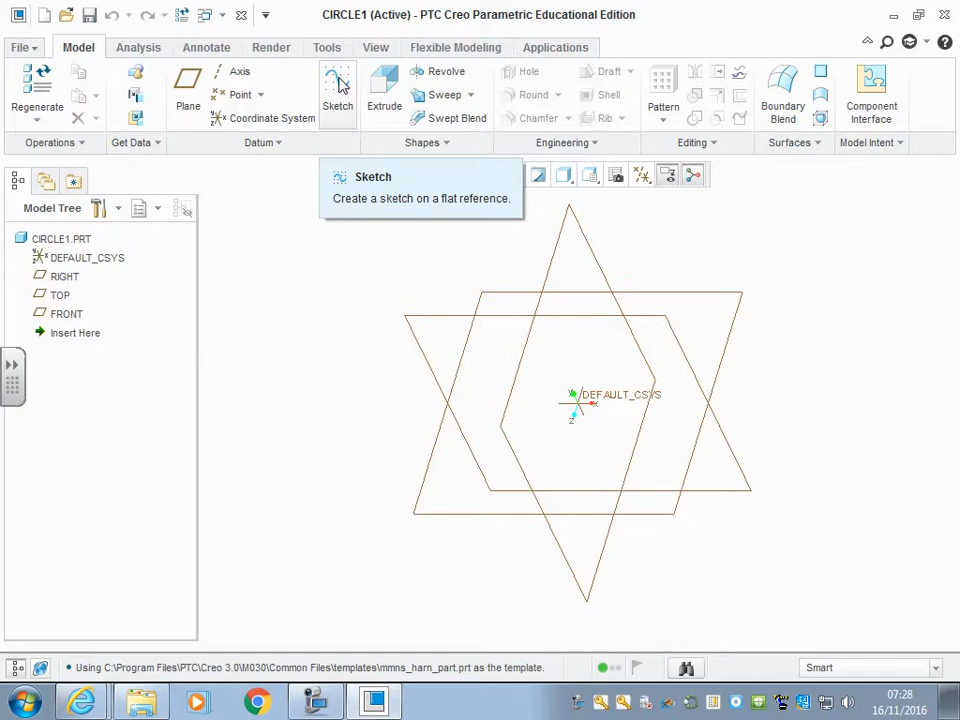 CIRCLE1 (Active) - PTC Creo Parametric Educational Edition
File Model Analysis Annotate Render Tools View Flexible Modeling Applications
Regenerate
Plane
Axis
Point
Coordinate System
Sketch
Extrude
Revolve
Sweep
Swept Blend
Hole
Round
Chamfer
Draft
Shell
Rib
Pattern
Boundary Blend
Component Interface
Operations Get Data Datum Shapes Engineering Editing Surfaces Model Intent
Sketch
Create a sketch on a flat reference.
Model Tree
CIRCLE1.PRT
DEFAULT_CSYS
RIGHT
TOP
FRONT
Insert Here
Y
DEFAULT_CSYS
X
Z
Using C:\Program Files\PTC\Creo 3.0\M030\Common Files\templates\mmns_harn_part.prt as the template.
Smart
07:28
16/11/2016